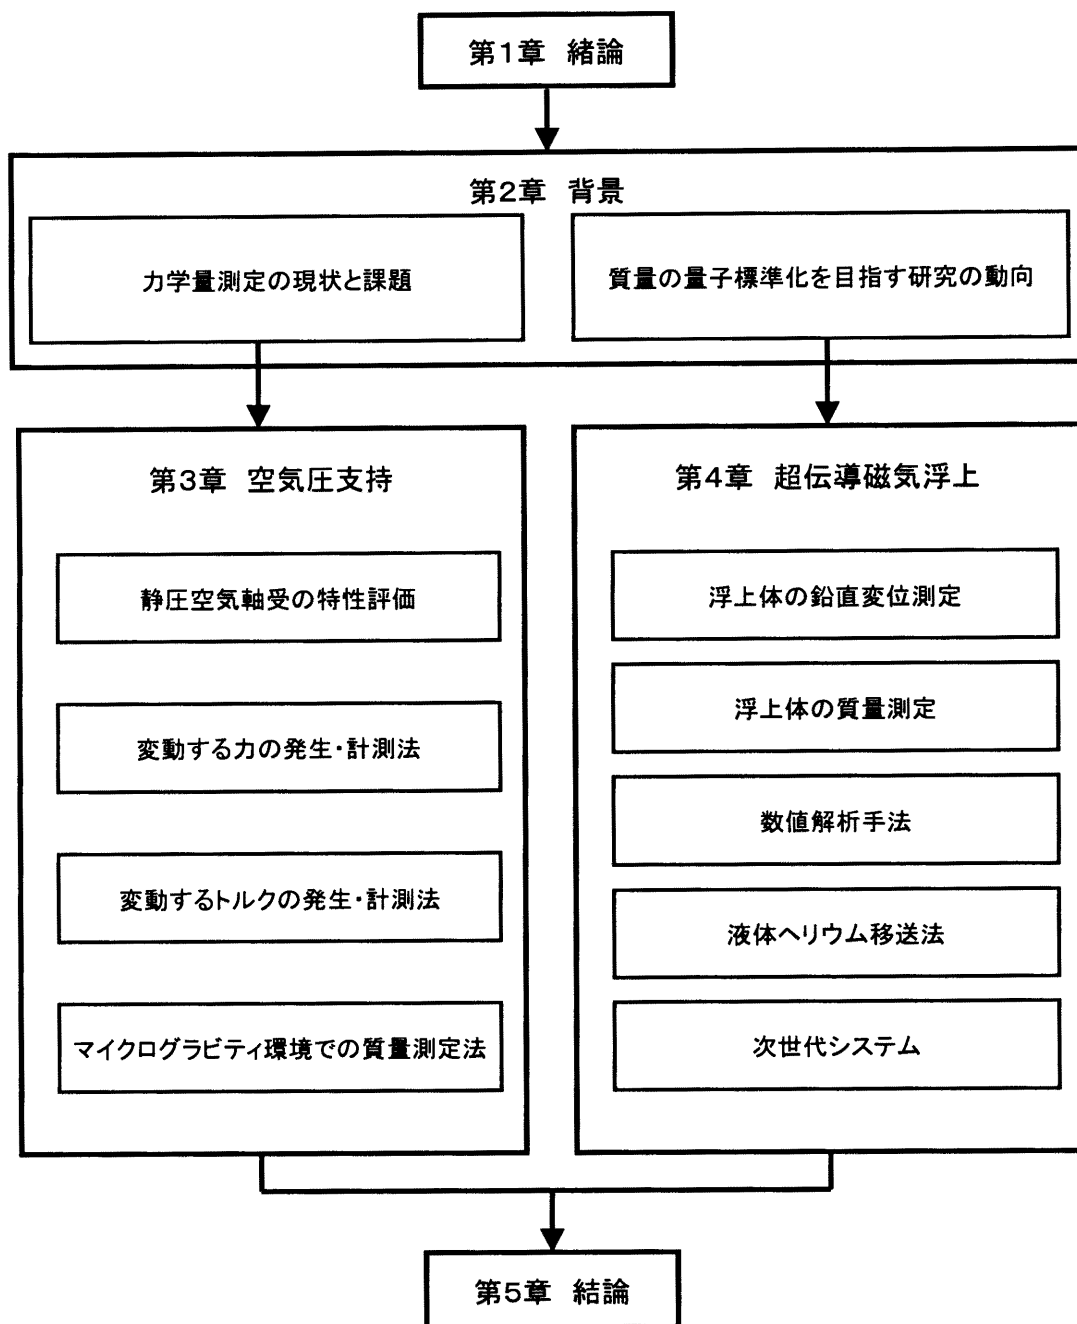 第1章 緒論
第2章 背景
力学量測定の現状と課題
質量の量子標準化を目指す研究の動向
第3章 空気圧支持
静圧空気軸受の特性評価
変動する力の発生・計測法
変動するトルクの発生・計測法
マイクログラビティ環境での質量測定法
第4章 超伝導磁気浮上
浮上体の鉛直変位測定
浮上体の質量測定
数値解析手法
液体ヘリウム移送法
次世代システム
第5章 結論